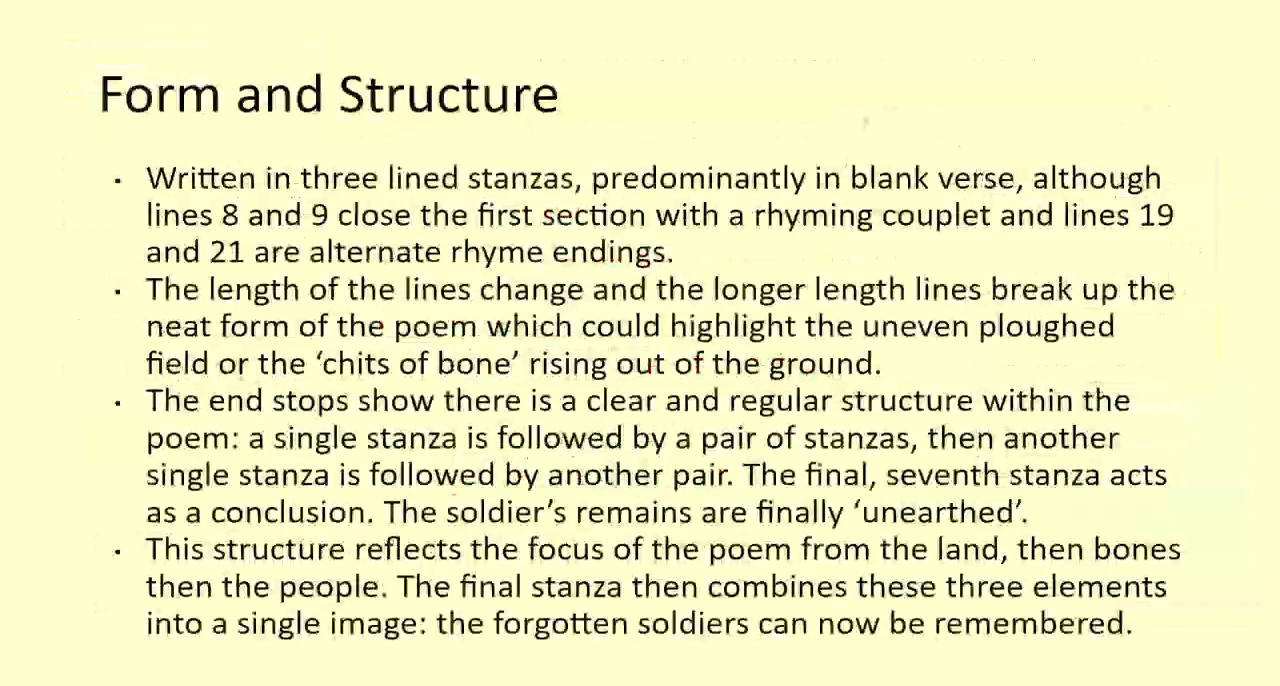 Form and Structure
· Written in three lined stanzas, predominantly in blank verse, although
lines 8 and 9 close the first section with a rhyming couplet and lines 19
and 21 are alternate rhyme endings.
· The length of the lines change and the longer length lines break up the
neat form of the poem which could highlight the uneven ploughed
field or the ‘chits of bone’ rising out of the ground.
· The end stops show there is a clear and regular structure within the
poem: a single stanza is followed by a pair of stanzas, then another
single stanza is followed by another pair. The final, seventh stanza acts
as a conclusion. The soldier’s remains are finally ‘unearthed’.
· This structure reflects the focus of the poem from the land, then bones
then the people. The final stanza then combines these three elements
into a single image: the forgotten soldiers can now be remembered.